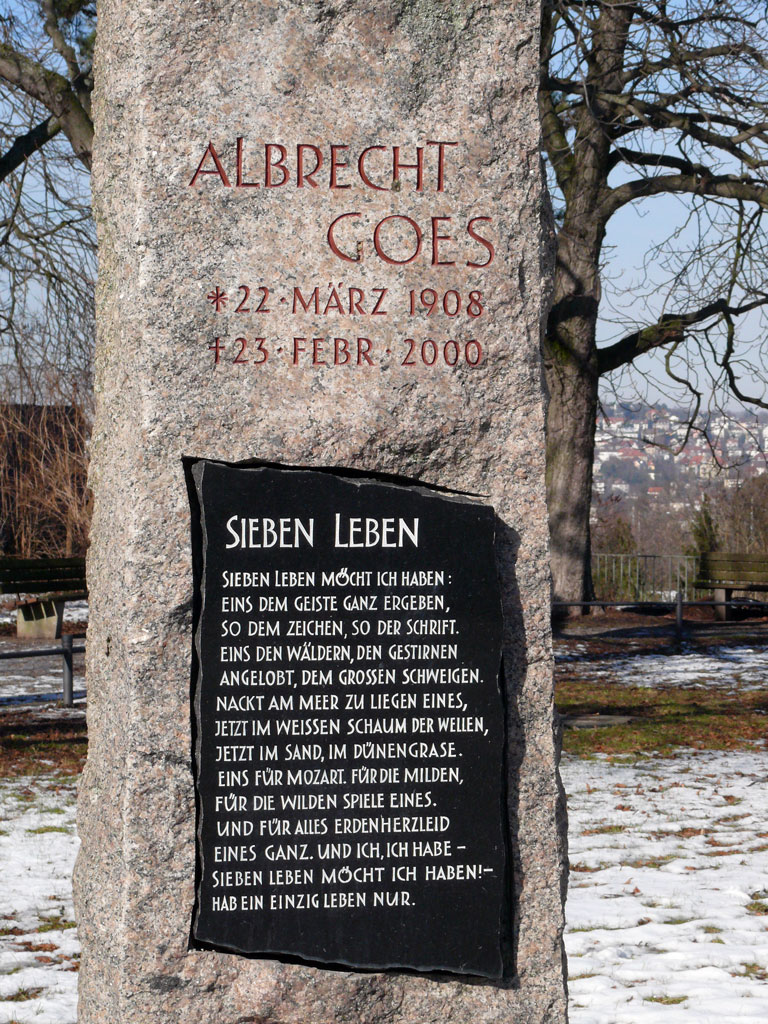 ALBRECHT
GOES
*22·MÄRZ 1908
†23·FEBR·2000
SIEBEN LEBEN
SIEBEN LEBEN MÖCHT ICH HABEN:
EINS DEM GEISTE GANZ ERGEBEN,
SO DEM ZEICHEN, SO DER SCHRIFT.
EINS DEN WÄLDERN, DEN GESTIRNEN
ANGELOBT, DEM GROSSEN SCHWEIGEN.
NACKT AM MEER ZU LIEGEN EINES,
JETZT IM WEISSEN SCHAUM DER WELLEN,
JETZT IM SAND, IM DÜNENGRASE.
EINS FÜR MOZART. FÜR DIE MILDEN,
FÜR DIE WILDEN SPIELE EINES.
UND FÜR ALLES ERDENHERZLEID
EINES GANZ. UND ICH, ICH HABE –
SIEBEN LEBEN MÖCHT ICH HABEN! –
HAB EIN EINZIG LEBEN NUR.